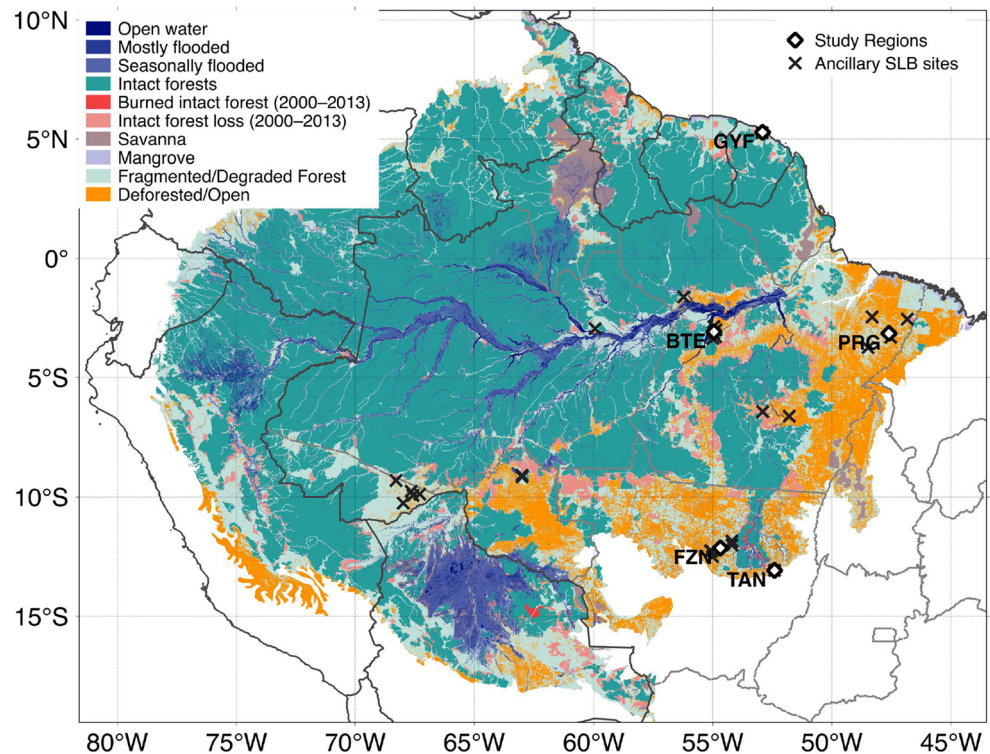 10°N
5°N
0°
5°S
10°S
15°S
Open water
Mostly flooded
Seasonally flooded
Intact forests
Burned intact forest (2000–2013)
Intact forest loss (2000–2013)
Savanna
Mangrove
Fragmented/Degraded Forest
Deforested/Open
Study Regions
Ancillary SLB sites
GYF
BTE
PRG
FZN
TAN
80°W 75°W 70°W 65°W 60°W 55°W 50°W 45°W